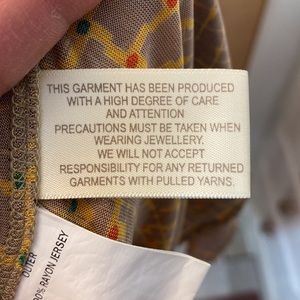 THIS GARMENT HAS BEEN PRODUCED
WITH A HIGH DEGREE OF CARE
AND ATTENTION
PRECAUTIONS MUST BE TAKEN WHEN
WEARING JEWELLERY.
WE WILL NOT ACCEPT
RESPONSIBILITY FOR ANY RETURNED
GARMENTS WITH PULLED YARNS.
OUTER
100% RAYON JERSEY